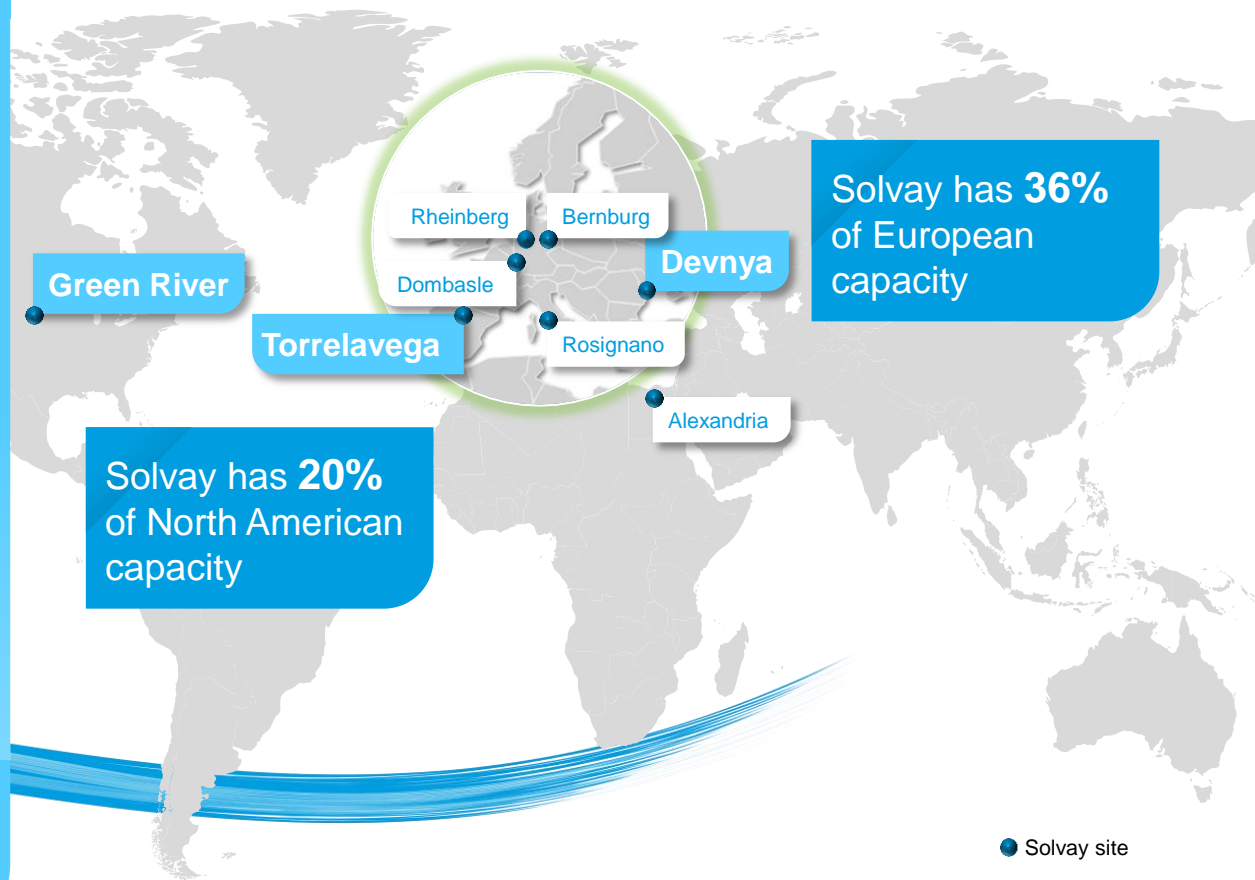 Rheinberg
Bernburg
Solvay has 36%
of European
capacity
Devnya
Green River
Dombasle
Torrelavega
Rosignano
Alexandria
Solvay has 20%
of North American
capacity
Solvay site